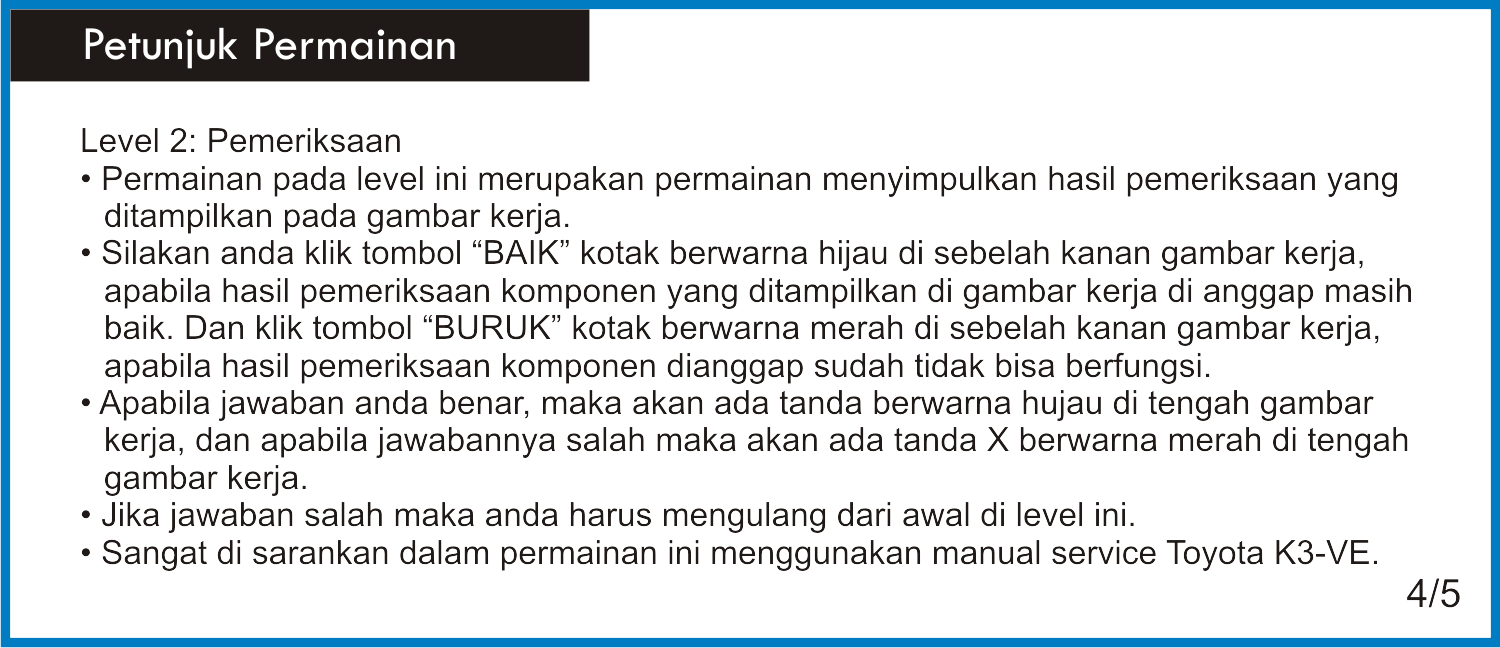 Petunjuk Permainan
Level 2: Pemeriksaan
• Permainan pada level ini merupakan permainan menyimpulkan hasil pemeriksaan yang
ditampilkan pada gambar kerja.
• Silakan anda klik tombol “BAIK” kotak berwarna hijau di sebelah kanan gambar kerja,
apabila hasil pemeriksaan komponen yang ditampilkan di gambar kerja di anggap masih
baik. Dan klik tombol “BURUK” kotak berwarna merah di sebelah kanan gambar kerja,
apabila hasil pemeriksaan komponen dianggap sudah tidak bisa berfungsi.
• Apabila jawaban anda benar, maka akan ada tanda berwarna hujau di tengah gambar
kerja, dan apabila jawabannya salah maka akan ada tanda X berwarna merah di tengah
gambar kerja.
• Jika jawaban salah maka anda harus mengulang dari awal di level ini.
• Sangat di sarankan dalam permainan ini menggunakan manual service Toyota K3-VE.
4/5